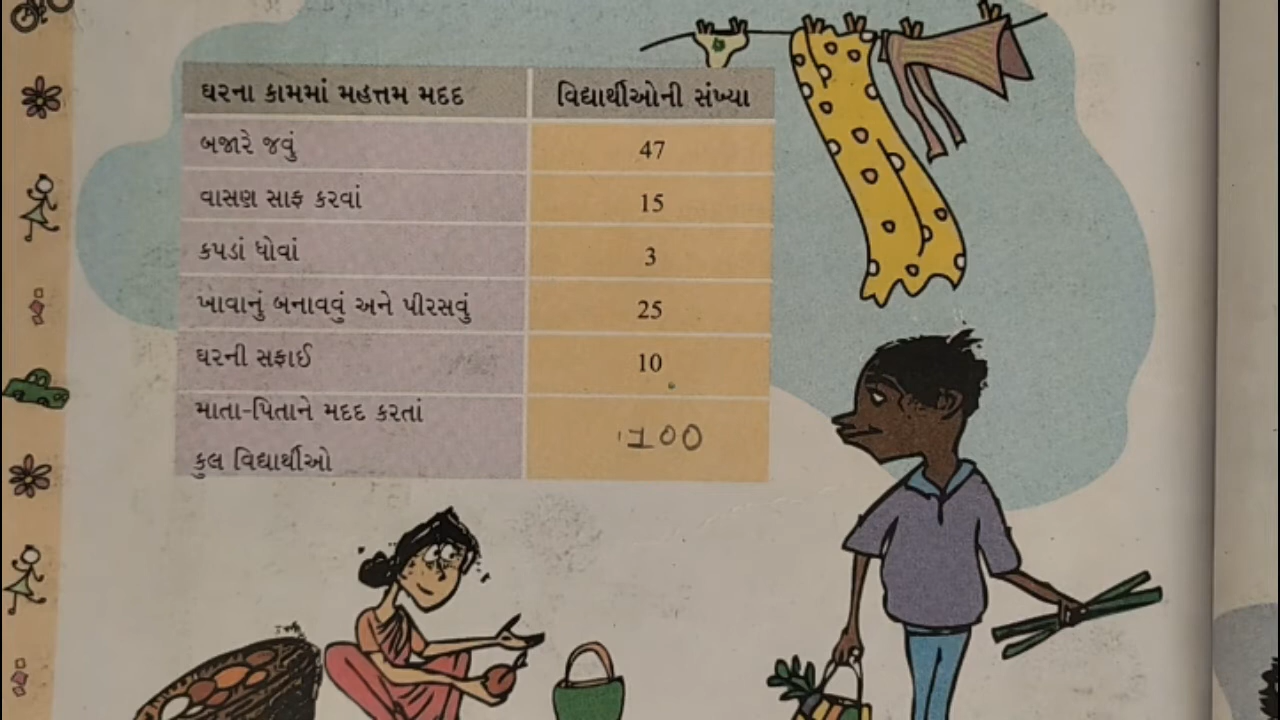 ઘરના કામમાં મહત્તમ મદદ વિદ્યાર્થીઓની સંખ્યા
બજારે જવું 47
વાસણ સાફ કરવાં 15
કપડાં ધોવાં 3
ખાવાનું બનાવવું અને પીરસવું 25
ઘરની સફાઈ 10
માતા-પિતાને મદદ કરતાં
કુલ વિદ્યાર્થીઓ 100